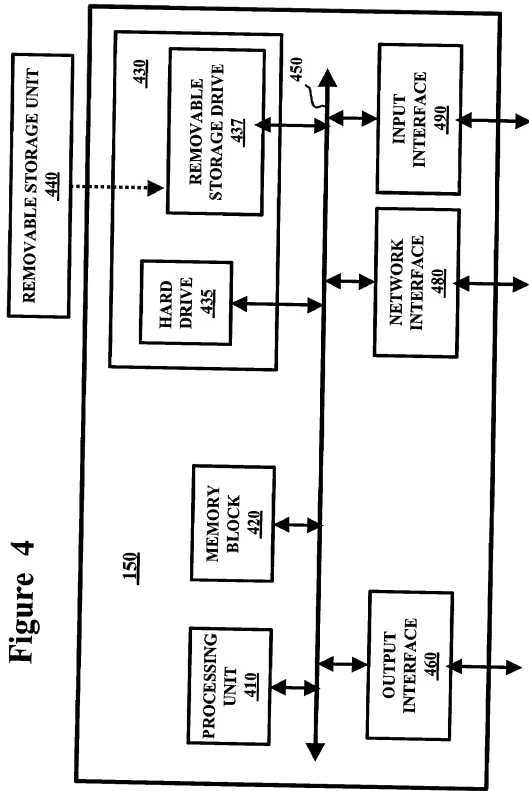 Figure 4
REMOVABLE STORAGE UNIT
440
150
430
PROCESSING
UNIT
410
MEMORY
BLOCK
420
HARD
DRIVE
435
REMOVABLE
STORAGE DRIVE
437
450
OUTPUT
INTERFACE
460
NETWORK
INTERFACE
480
INPUT
INTERFACE
490